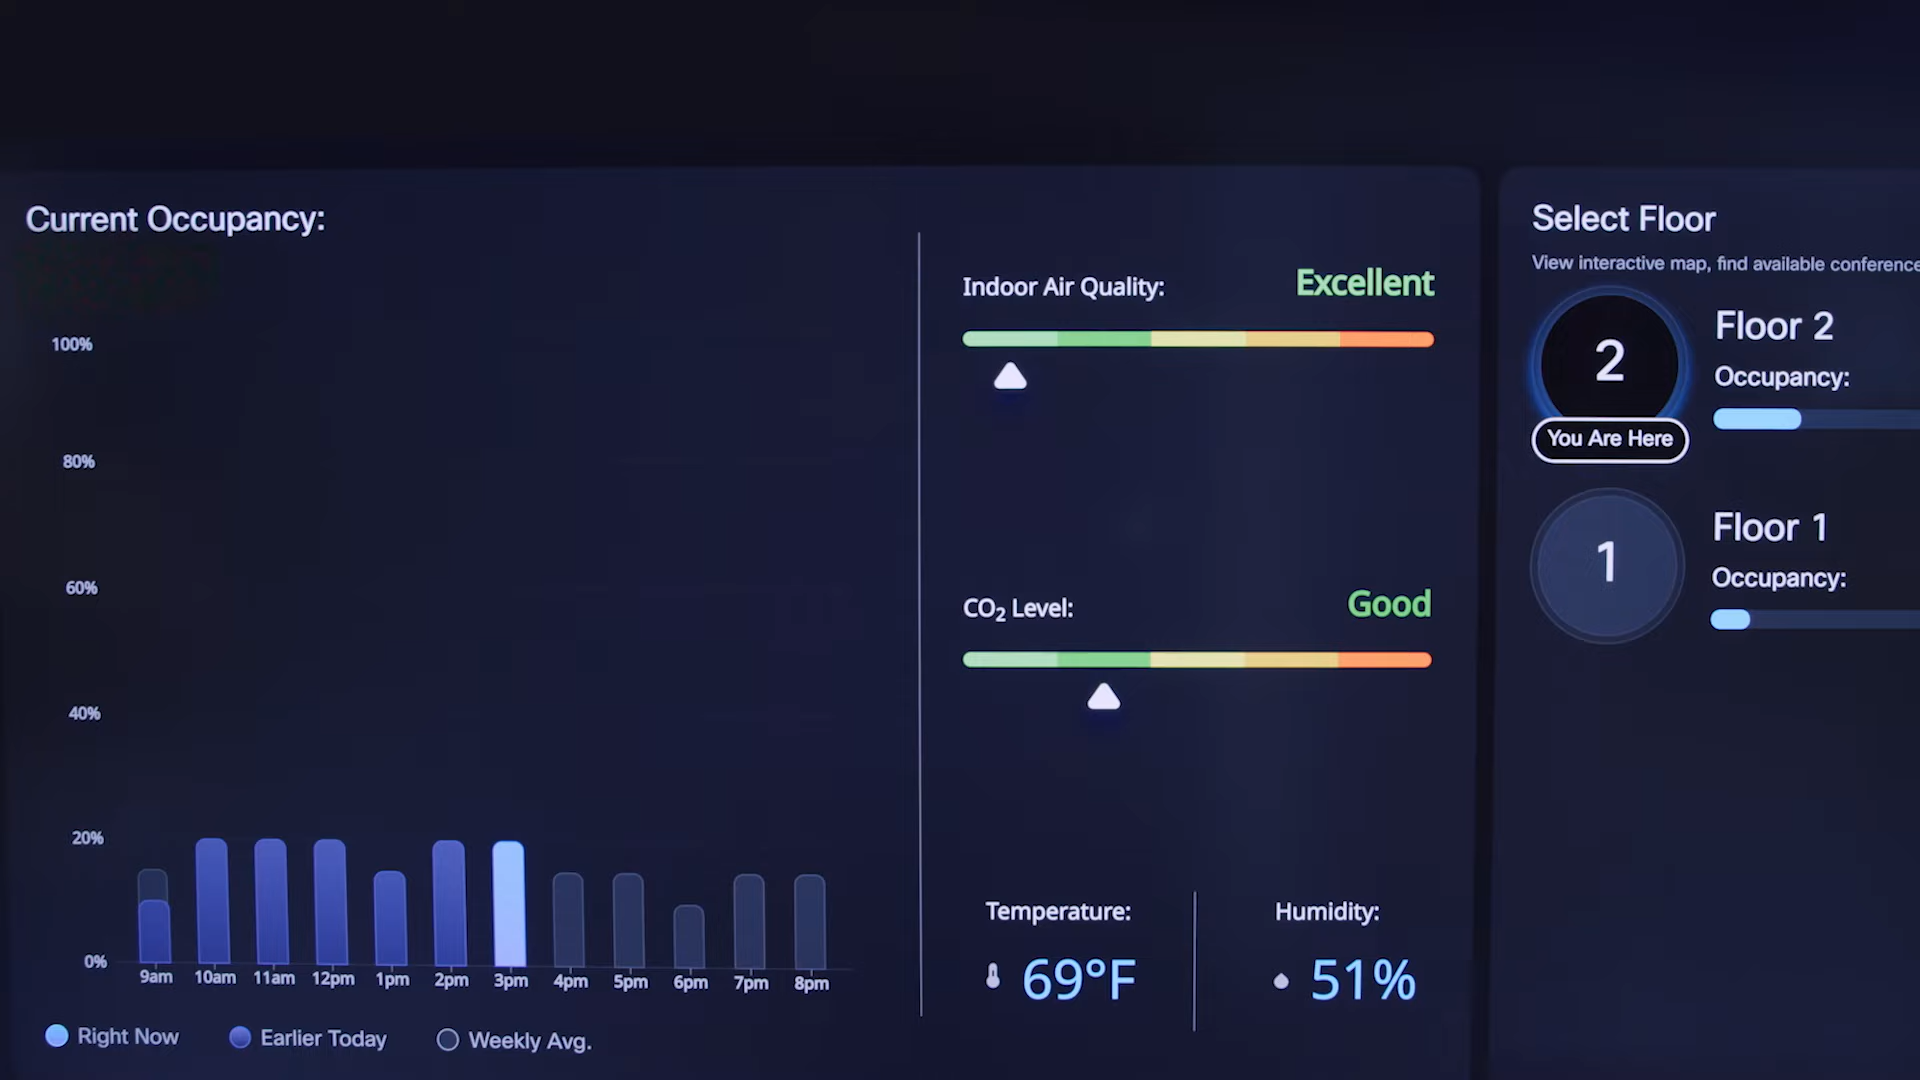 Current Occupancy:
100%
80%
60%
40%
20%
0%
9am 10am 11am 12pm 1pm 2pm 3pm 4pm 5pm 6pm 7pm 8pm
Right Now Earlier Today Weekly Avg.
Indoor Air Quality: Excellent
CO₂ Level: Good
Temperature: Humidity:
69°F 51%
Select Floor
View interactive map, find available conference
2
You Are Here
Floor 2
Occupancy:
1
Floor 1
Occupancy: